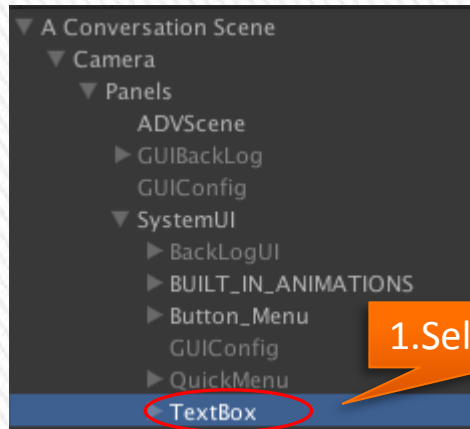 A Conversation Scene
Camera
Panels
ADVScene
GUIBackLog
GUIConfig
SystemUI
BackLogUI
BUILT_IN_ANIMATIONS
Button_Menu
GUIConfig
QuickMenu
TextBox
1.Sel